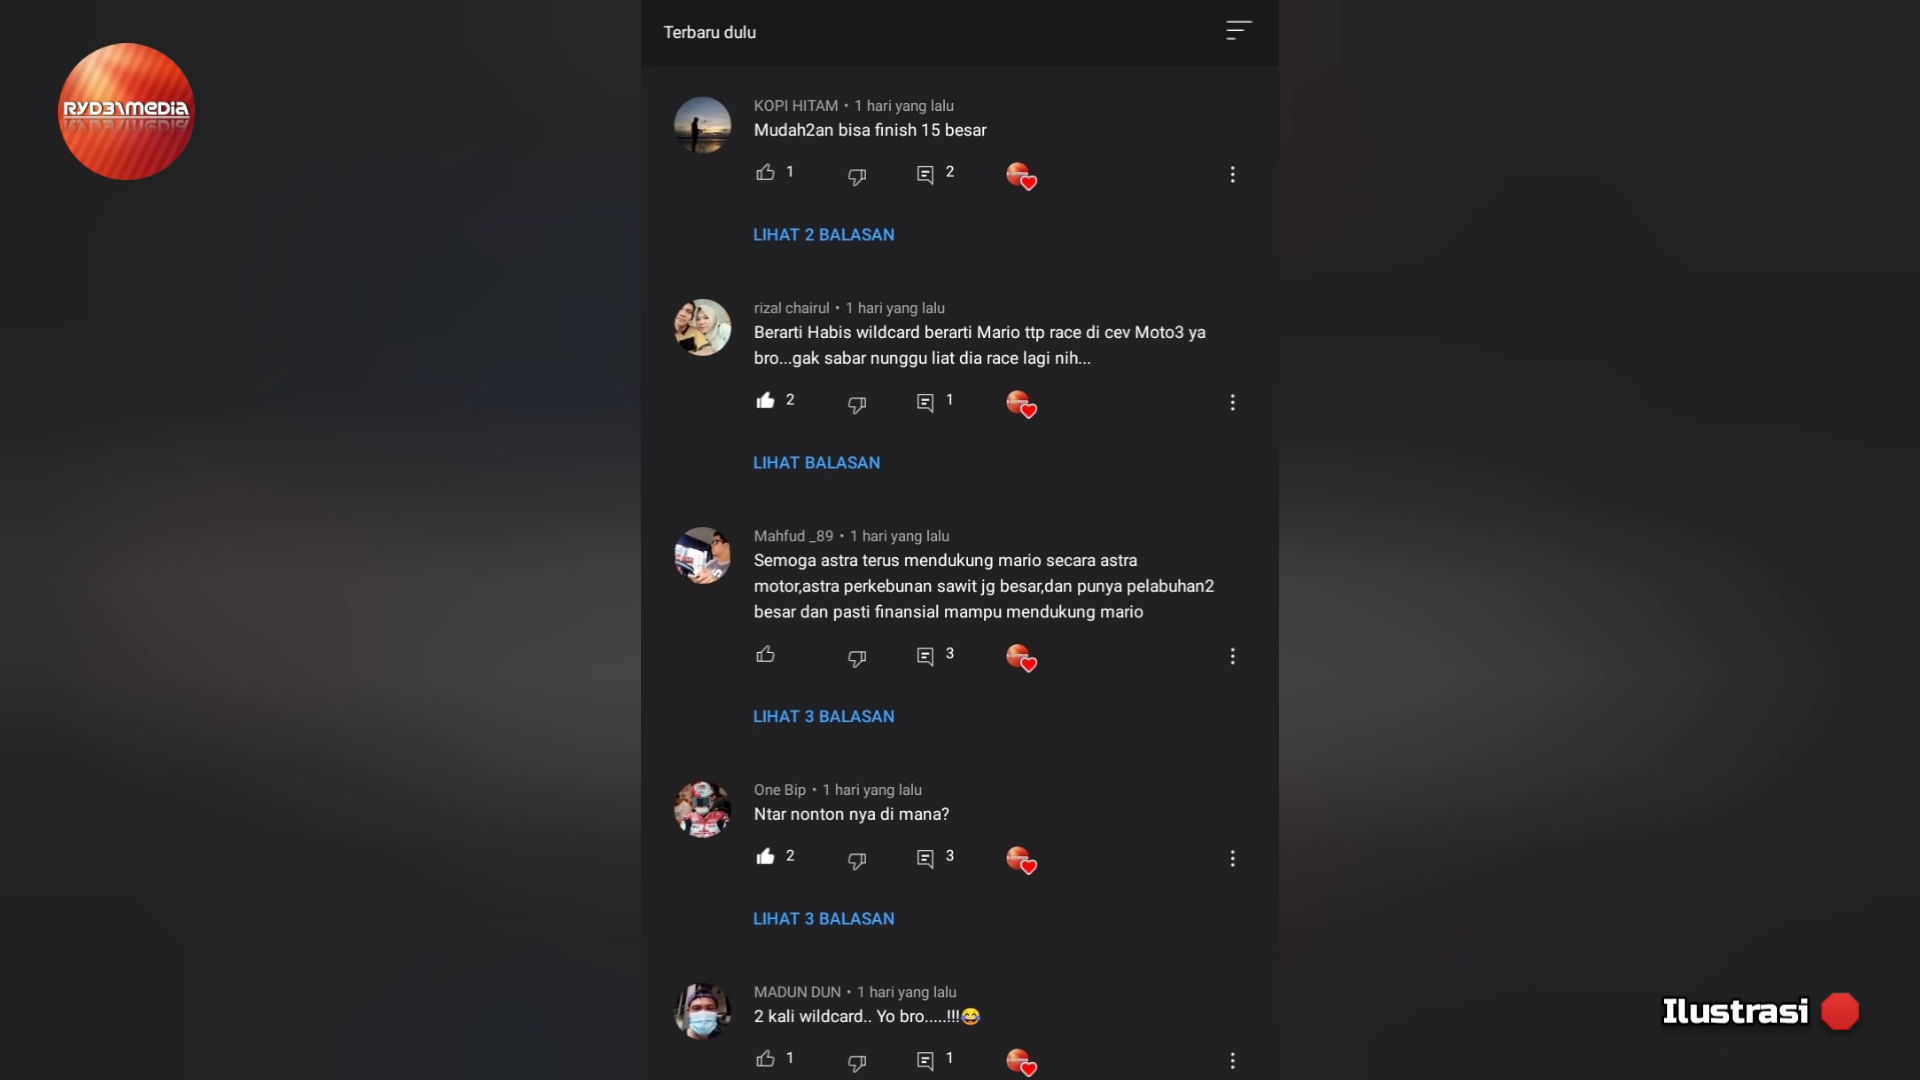 RYD31MEDIA
Terbaru dulu
KOPI HITAM • 1 hari yang lalu
Mudah2an bisa finish 15 besar
1 2
LIHAT 2 BALASAN
rizal chairul • 1 hari yang lalu
Berarti Habis wildcard berarti Mario ttp race di cev Moto3 ya
bro...gak sabar nunggu liat dia race lagi nih...
2 1
LIHAT BALASAN
Mahfud _89 • 1 hari yang lalu
Semoga astra terus mendukung mario secara astra
motor,astra perkebunan sawit jg besar,dan punya pelabuhan2
besar dan pasti finansial mampu mendukung mario
3
LIHAT 3 BALASAN
One Bip • 1 hari yang lalu
Ntar nonton nya di mana?
2 3
LIHAT 3 BALASAN
MADUN DUN • 1 hari yang lalu
2 kali wildcard.. Yo bro.....!!!😂
1 1
Ilustrasi